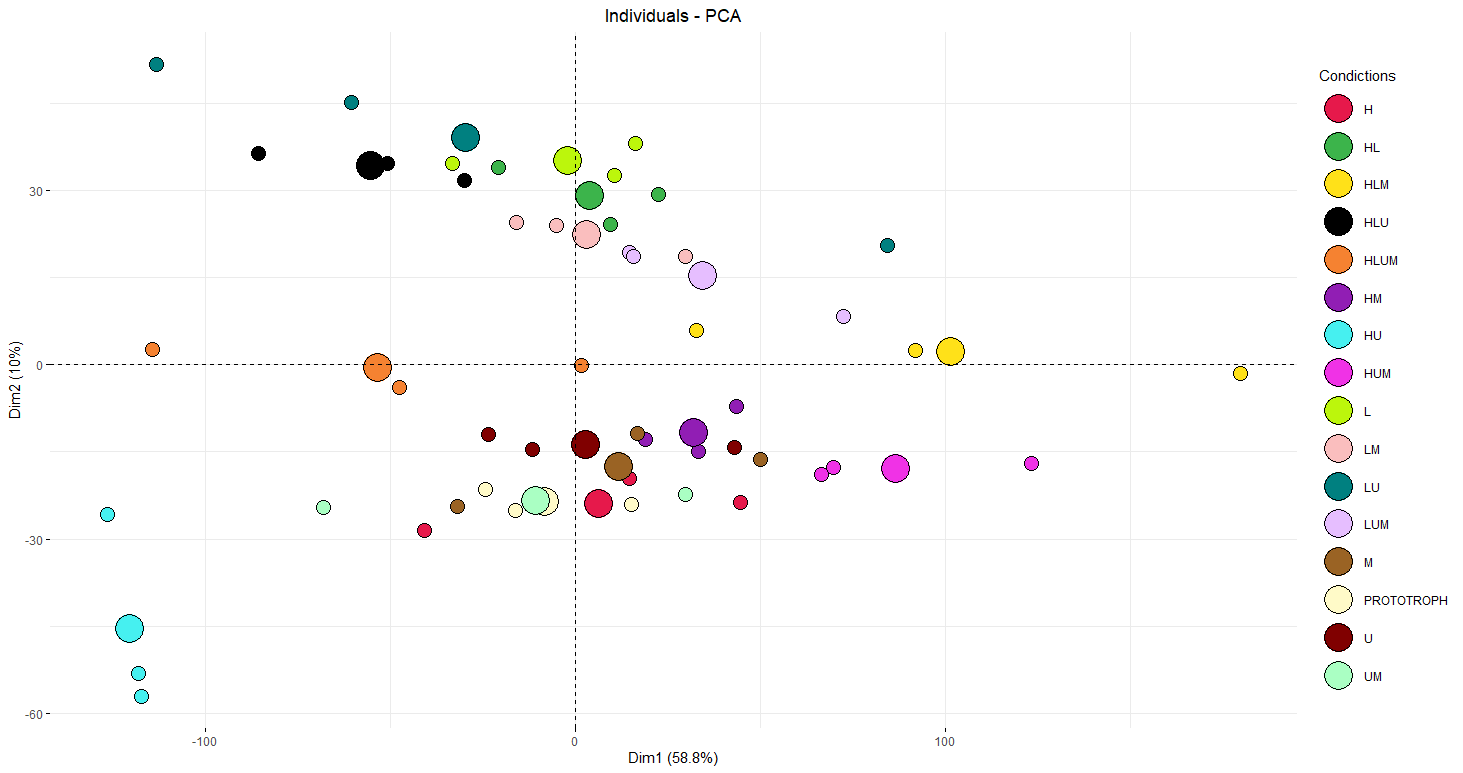 Individuals - PCA
Dim2 (10%)
30
0
-30
-60
-100
0
100
Dim1 (58.8%)
Condictions
H
HL
HLM
HLU
HLUM
HM
HU
HUM
L
LM
LU
LUM
M
PROTOTROPH
U
UM